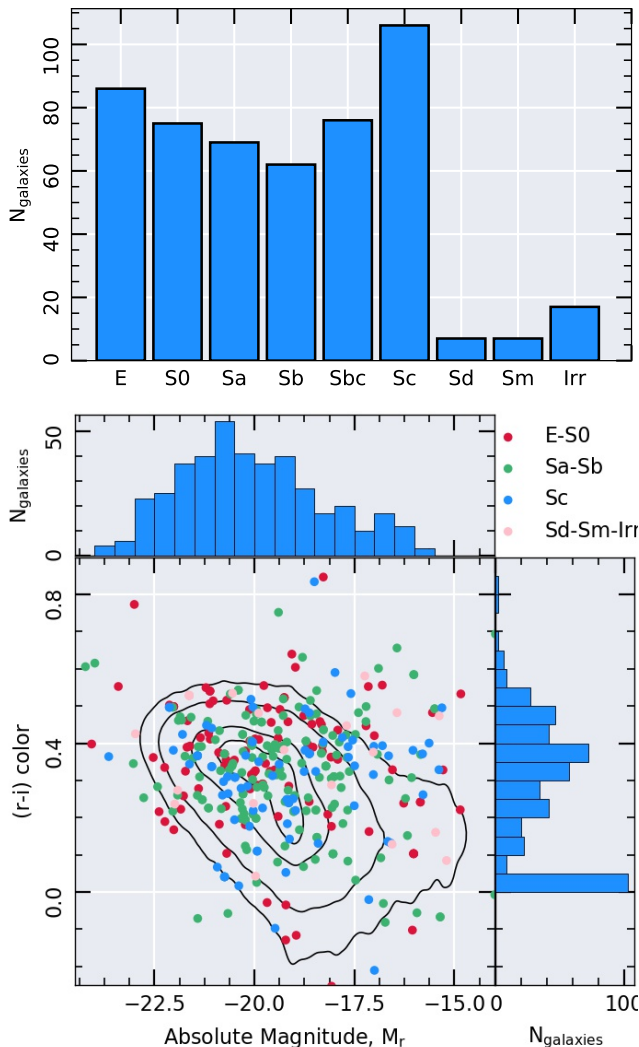 100
80
60
40
20
0
N_galaxies
E S0 Sa Sb Sbc Sc Sd Sm Irr
50
0
N_galaxies
E-S0
Sa-Sb
Sc
Sd-Sm-Irr
0.8
0.4
0.0
(r-i) color
−22.5 −20.0 −17.5 −15.0
Absolute Magnitude, M_r
0 100
N_galaxies